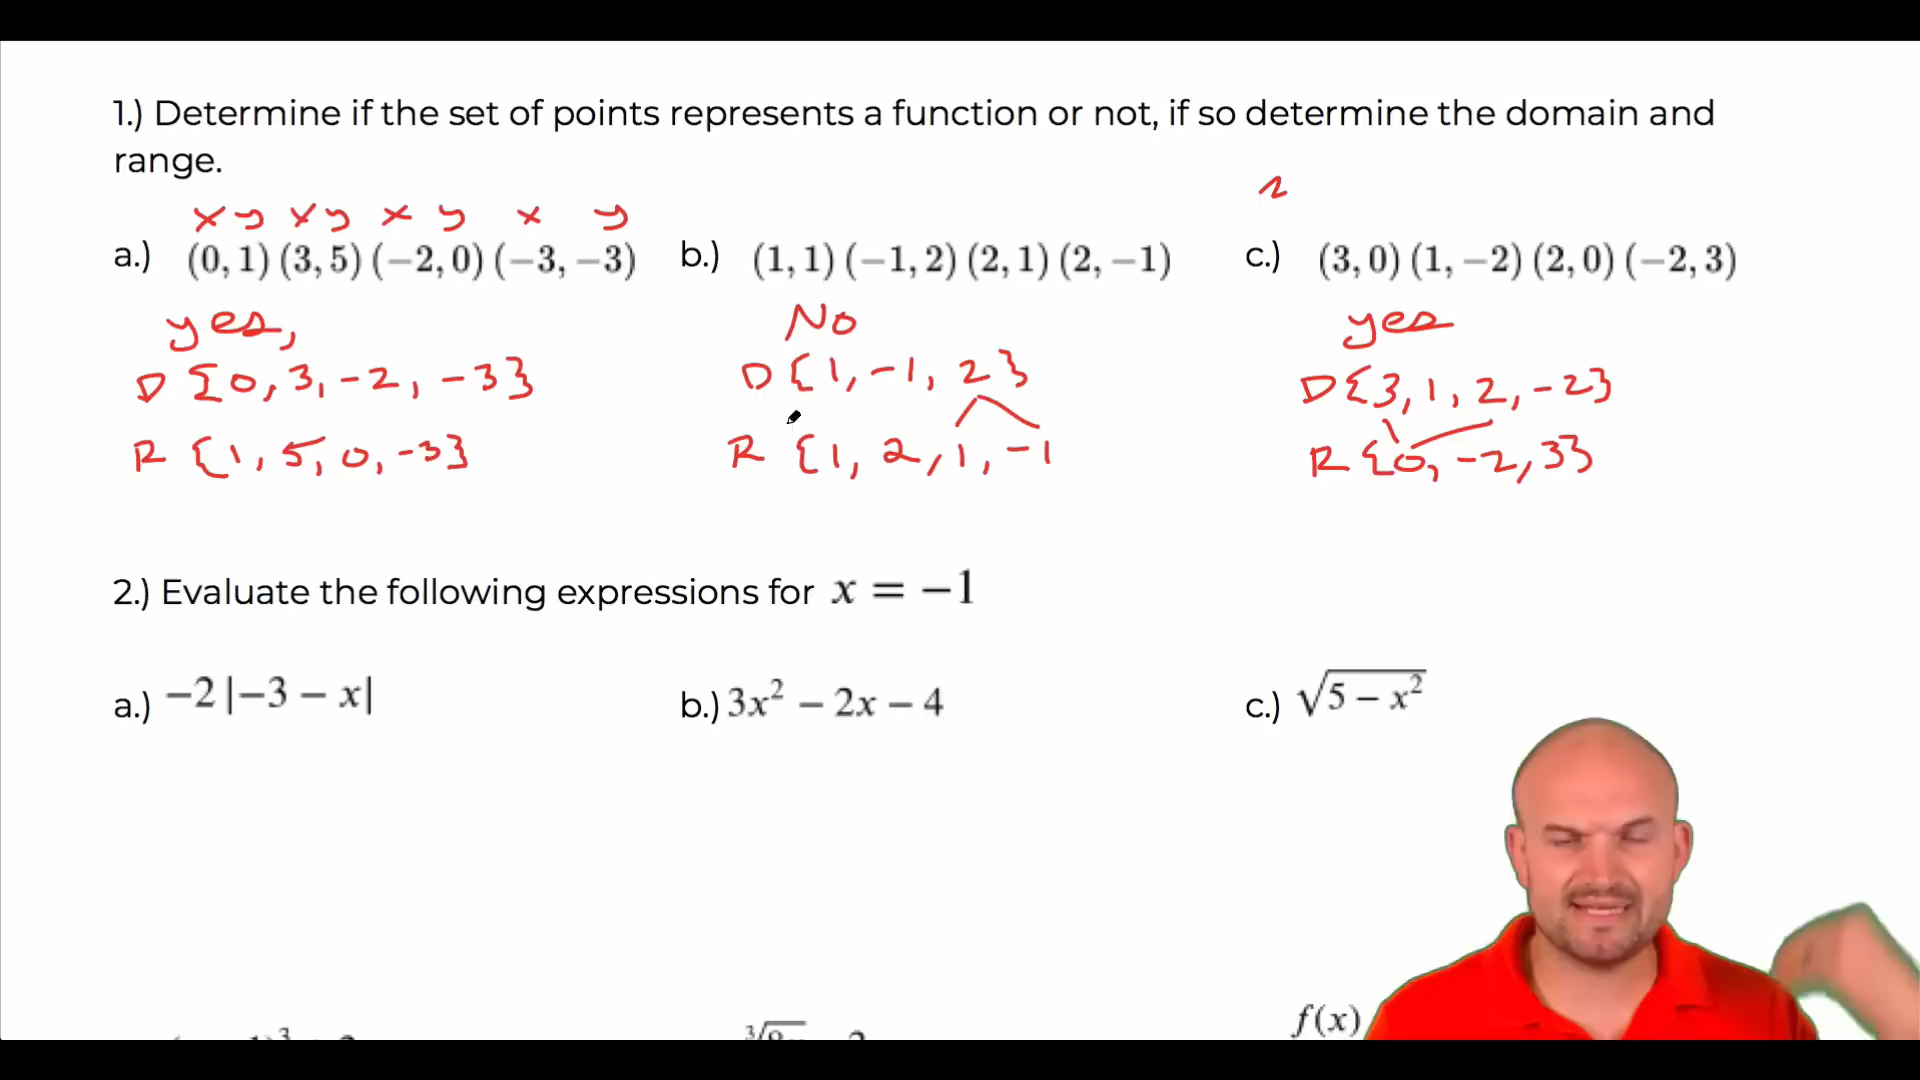 1.) Determine if the set of points represents a function or not, if so determine the domain and
range.
x y x y x y x y
a.) (0, 1) (3, 5) (−2, 0) (−3, −3) b.) (1, 1) (−1, 2) (2, 1) (2, −1) c.) (3, 0) (1, −2) (2, 0) (−2, 3)
yes, No yes
D {0, 3, -2, -3} D {1, -1, 2} D{3, 1, 2, -2}
R {1, 5, 0, -3} R {1, 2, 1, -1 R {0, -2, 3}
2.) Evaluate the following expressions for x = −1
a.) −2 |−3 − x| b.) 3x² − 2x − 4 c.) √5 − x²
f(x)